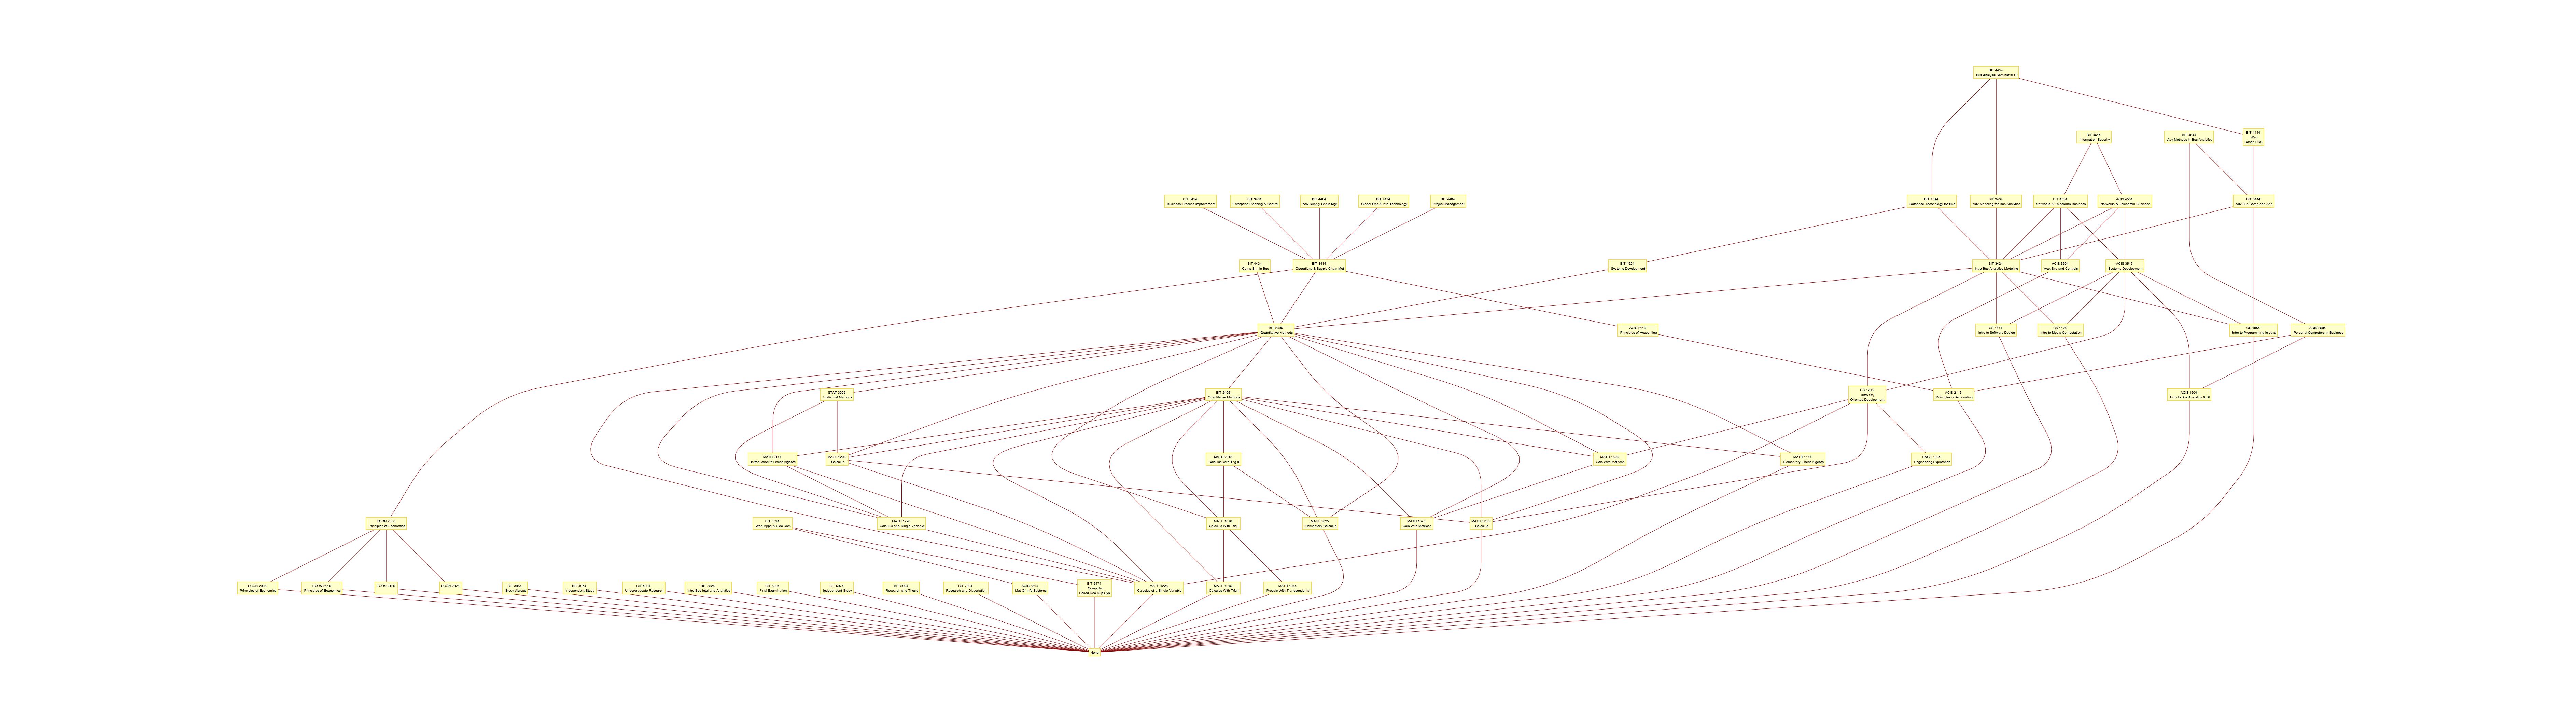 BIT 4454
Bus Analysis Seminar in IT
BIT 4614
Information Security
BIT 4544
Adv Methods in Bus Analytics
BIT 4444
Web
Based DSS
BIT 3454
Business Process Improvement
BIT 3464
Enterprise Planning & Control
BIT 4464
Adv Supply Chain Mgt
BIT 4474
Global Ops & Info Technology
BIT 4484
Project Management
BIT 4514
Database Technology for Bus
BIT 3434
Adv Modeling for Bus Analytics
BIT 4554
Networks & Telecomm Business
ACIS 4554
Networks & Telecomm Business
BIT 3444
Adv Bus Comp and App
BIT 4434
Comp Sim in Bus
BIT 3414
Operations & Supply Chain Mgt
BIT 4524
Systems Development
BIT 3424
Intro Bus Analytics Modeling
ACIS 3504
Acct Sys and Controls
ACIS 3515
Systems Development
BIT 2406
Quantitative Methods
ACIS 2116
Principles of Accounting
CS 1114
Intro to Software Design
CS 1124
Intro to Media Computation
CS 1054
Intro to Programming in Java
ACIS 2504
Personal Computers in Business
STAT 3005
Statistical Methods
BIT 2405
Quantitative Methods
CS 1705
Intro Obj
Oriented Development
ACIS 2115
Principles of Accounting
ACIS 1504
Intro to Bus Analytics & BI
MATH 2114
Introduction to Linear Algebra
MATH 1206
Calculus
MATH 2015
Calculus With Trig II
MATH 1526
Calc With Matrices
MATH 1114
Elementary Linear Algebra
ENGE 1024
Engineering Exploration
ECON 2006
Principles of Economics
BIT 5594
Web Apps & Elec Com
MATH 1226
Calculus of a Single Variable
MATH 1016
Calculus With Trig I
MATH 1025
Elementary Calculus
MATH 1525
Calc With Matrices
MATH 1205
Calculus
ECON 2005
Principles of Economics
ECON 2116
Principles of Economics
ECON 2126
ECON 2025
BIT 3954
Study Abroad
BIT 4974
Independent Study
BIT 4994
Undergraduate Research
BIT 5524
Intro Bus Intel and Analytics
BIT 5894
Final Examination
BIT 5974
Independent Study
BIT 5994
Research and Thesis
BIT 7994
Research and Dissertation
ACIS 5014
Mgt Of Info Systems
BIT 5474
Computer
Based Dec Sup Sys
MATH 1225
Calculus of a Single Variable
MATH 1015
Calculus With Trig I
MATH 1014
Precalc With Transcendental
None